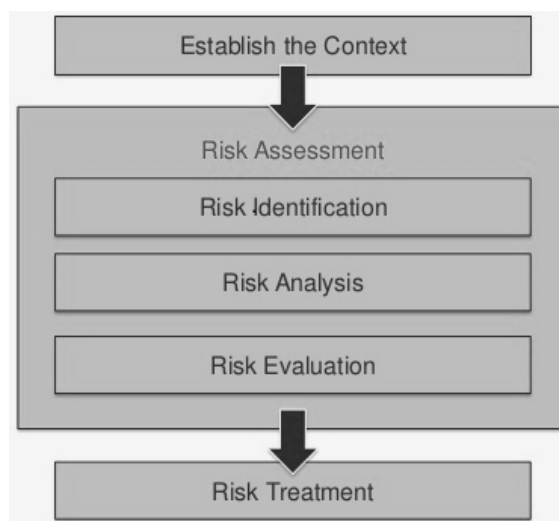 Establish the Context
Risk Assessment
Risk Identification
Risk Analysis
Risk Evaluation
Risk Treatment